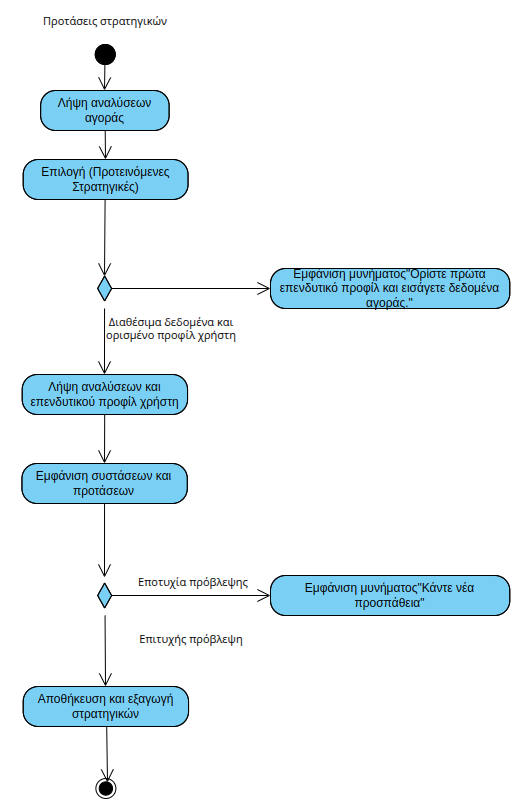 Προτάσεις στρατηγικών
Λήψη αναλύσεων
αγοράς
Επιλογή (Προτεινόμενες
Στρατηγικές)
Εμφάνιση μυνήματος"Ορίστε πρώτα
επενδυτικό προφίλ και εισάγετε δεδομένα
αγοράς."
Διαθέσιμα δεδομένα και
ορισμένο προφίλ χρήστη
Λήψη αναλύσεων και
επενδυτικού προφίλ χρήστη
Εμφάνιση συστάσεων και
προτάσεων
Εποτυχία πρόβλεψης
Εμφάνιση μυνήματος"Κάντε νέα
προσπάθεια"
Επιτυχής πρόβλεψη
Αποθήκευση και εξαγωγή
στρατηγικών